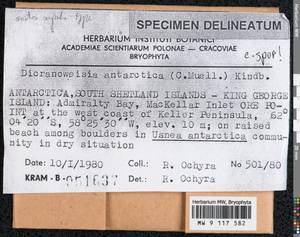 SPECIMEN DELINEATUM
HERBARIUM INSTITUTI BOTANICI
ACADEMIAE SCIENTIARUM POLONAE — CRACOVIAE
BRYOPHYTA
c. spor!
Dicranoweisia antarctica (C.Muell.) Kindb.
ANTARCTICA, SOUTH SHETLAND ISLANDS - KING GEORGE
ISLAND: Admiralty Bay, MacKellar Inlet ORE PO-
INT at the west coast of Keller Peninsula, 62°
04'20" S, 58°25'30" W, elev. 10 m; on raised
beach among boulders in Usnea antarctica commu-
nity in dry situation
Date: 10/I/1980 Coll.: R. Ochyra No. 501/80
KRAM - B - 051637 Det.: R. Ochyra
Herbarium MW, Bryophyta
MW 9 117 582